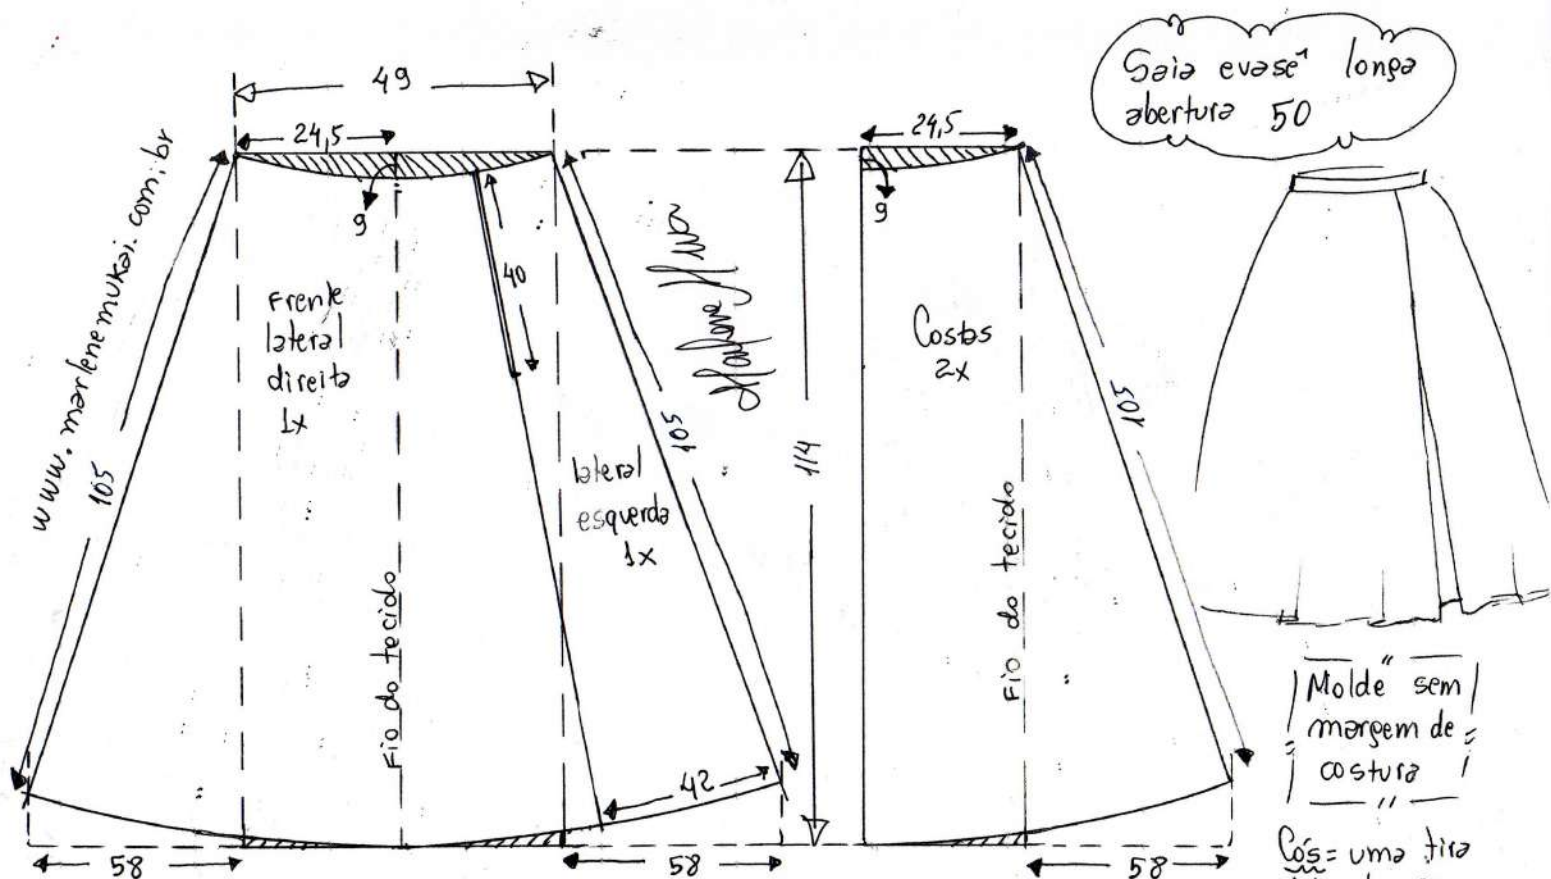 Saia evasê longa
abertura 50
www.marlenemukai.com.br
49
24,5
9
Frente
lateral
direita
1x
40
lateral
esquerda
1x
Fio do tecido
105
105
42
58
58
114
24,5
9
Costas
2x
Fio do tecido
105
58
Molde sem
margem de
costura
Cós = uma tira